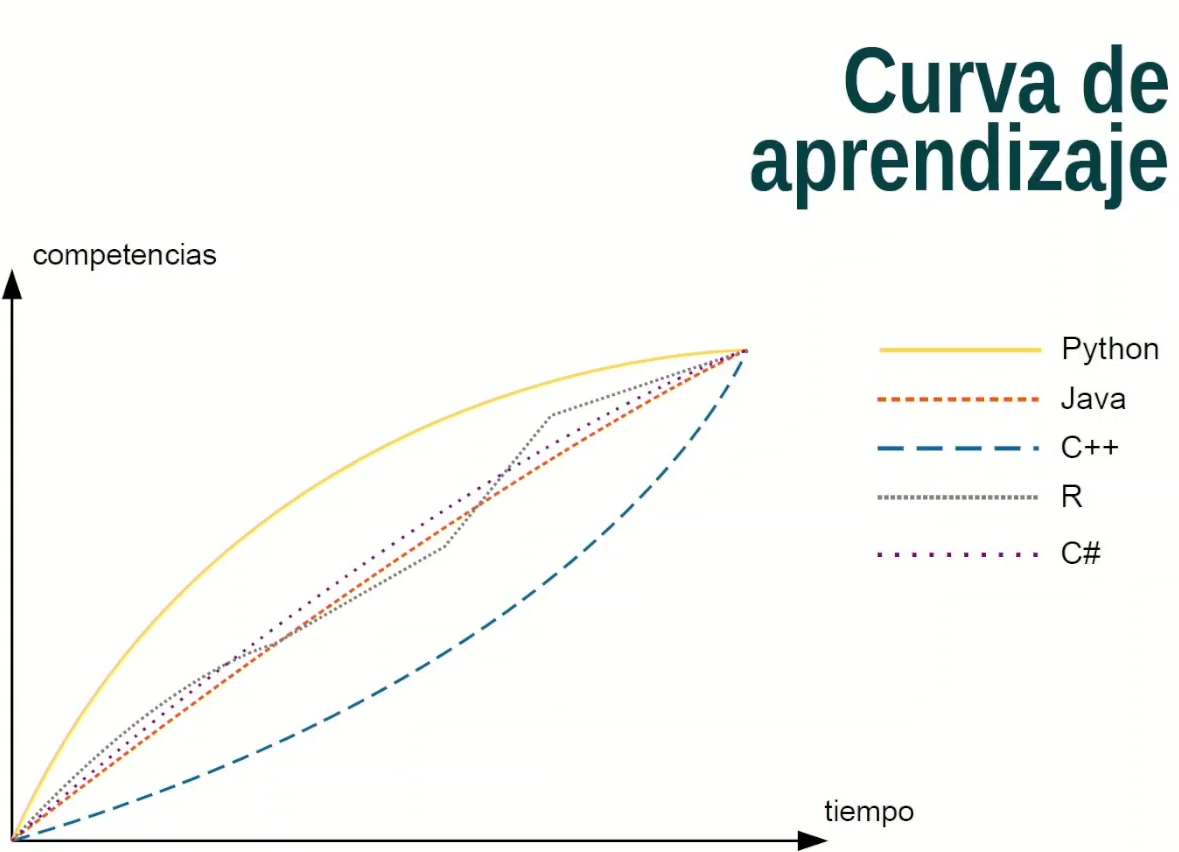 Curva de
aprendizaje
competencias
Python
Java
C++
R
C#
tiempo